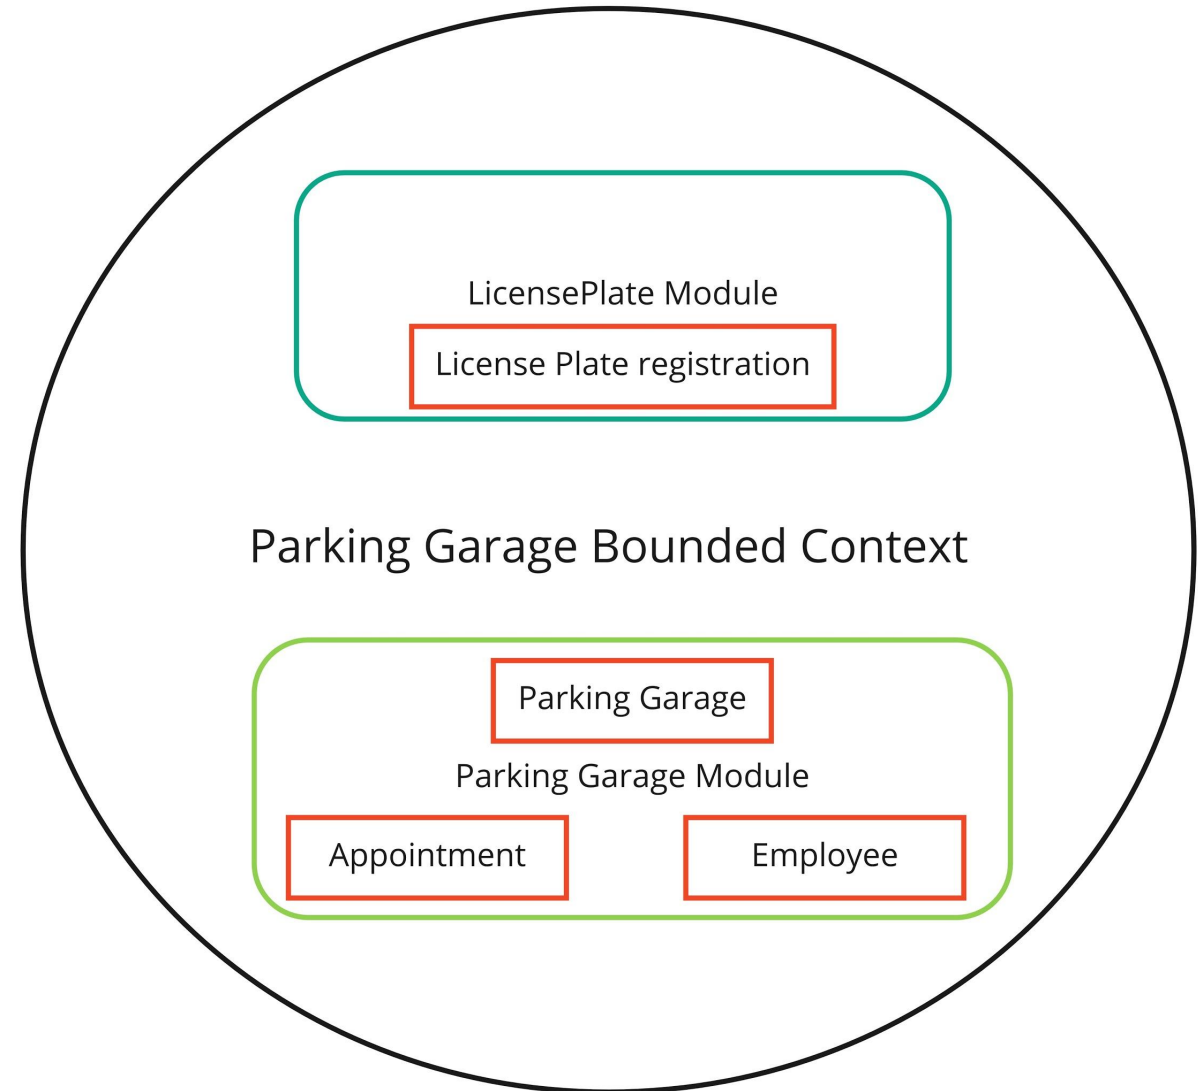 LicensePlate Module
License Plate registration
Parking Garage Bounded Context
Parking Garage
Parking Garage Module
Appointment
Employee